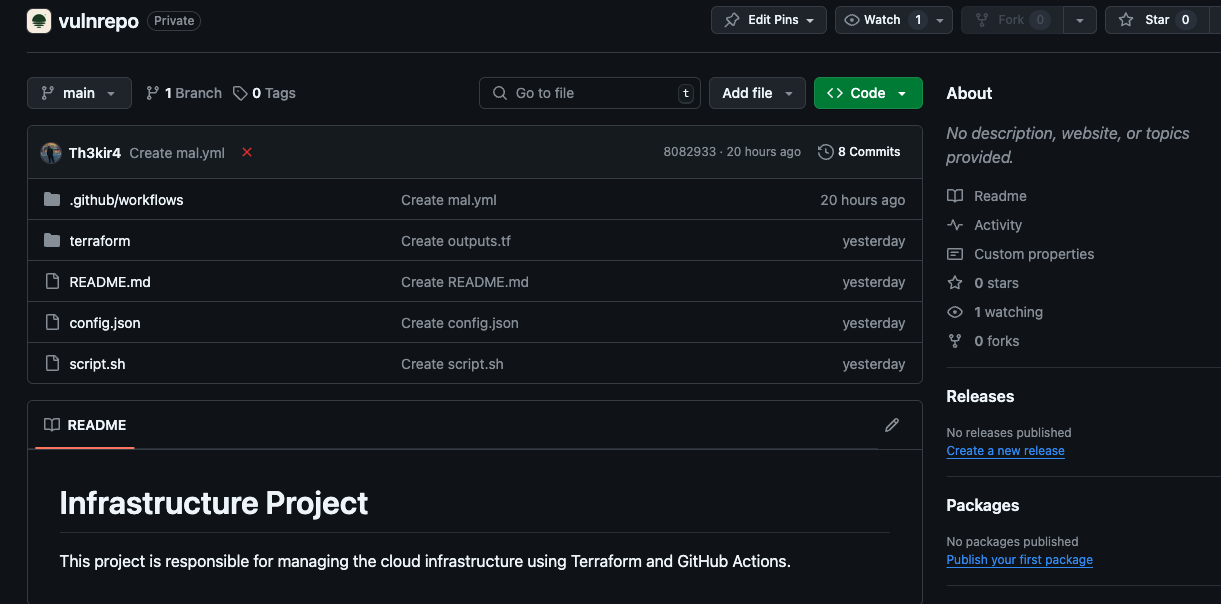 vulnrepo Private Edit Pins Watch 1 Fork 0 Star 0
main 1 Branch 0 Tags Go to file t Add file Code
Th3kir4 Create mal.yml 8082933 · 20 hours ago 8 Commits
.github/workflows Create mal.yml 20 hours ago
terraform Create outputs.tf yesterday
README.md Create README.md yesterday
config.json Create config.json yesterday
script.sh Create script.sh yesterday
README
Infrastructure Project
This project is responsible for managing the cloud infrastructure using Terraform and GitHub Actions.
About
No description, website, or topics
provided.
Readme
Activity
Custom properties
0 stars
1 watching
0 forks
Releases
No releases published
Create a new release
Packages
No packages published
Publish your first package